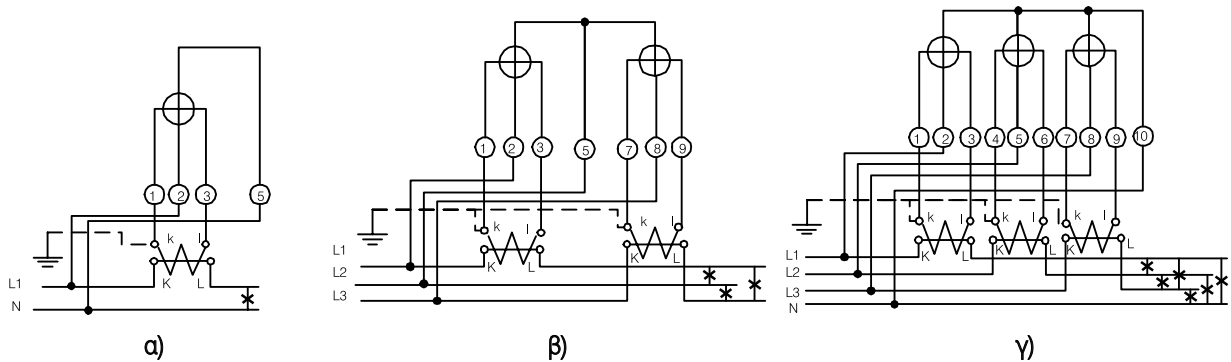 1 2 3 5
k l
K L
L1
N
α)
1 2 3 5 7 8 9
k l k l
K L K L
L1
L2
L3
β)
1 2 3 4 5 6 7 8 9 10
k l k l k l
K L K L K L
L1
L2
L3
N
γ)